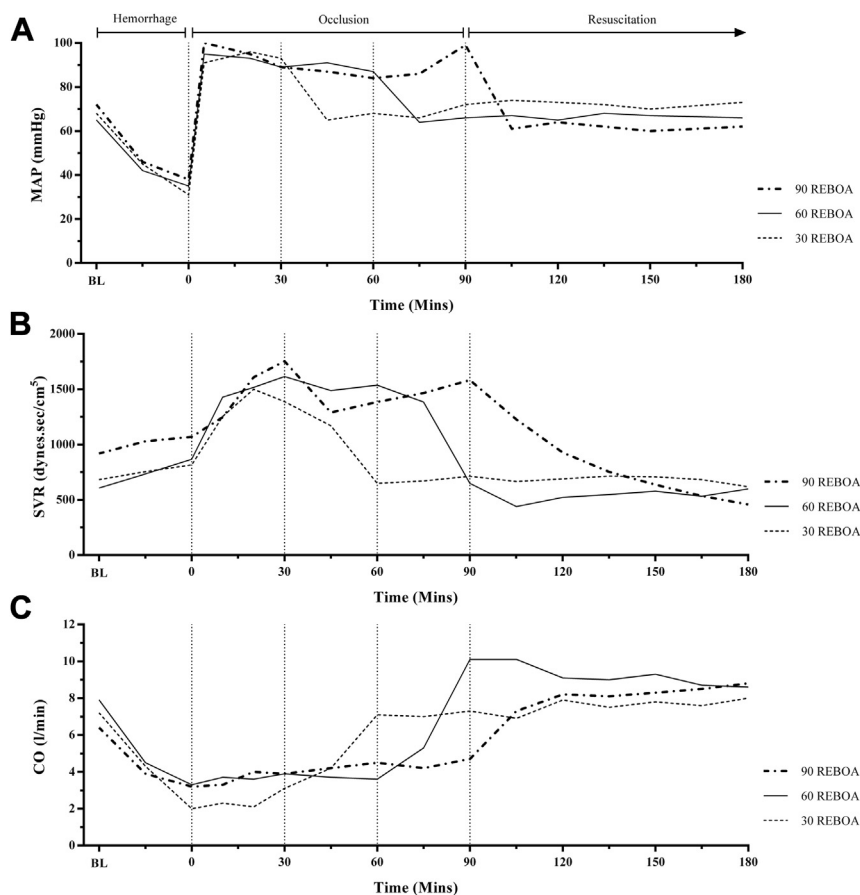 A
Hemorrhage Occlusion Resuscitation
MAP (mmHg)
100
80
60
40
20
0
BL 0 30 60 90 120 150 180
Time (Mins)
90 REBOA
60 REBOA
30 REBOA
B
SVR (dynes.sec/cm⁵)
2000
1500
1000
500
0
BL 0 30 60 90 120 150 180
Time (Mins)
90 REBOA
60 REBOA
30 REBOA
C
CO (l/min)
12
10
8
6
4
2
0
BL 0 30 60 90 120 150 180
Time (Mins)
90 REBOA
60 REBOA
30 REBOA